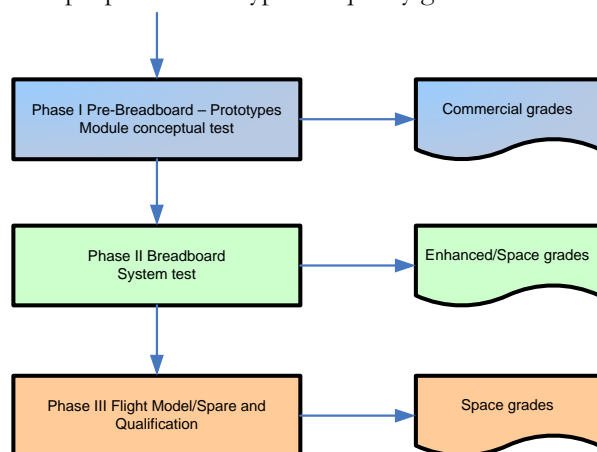 Phase I Pre-Breadboard – Prototypes
Module conceptual test
Commercial grades
Phase II Breadboard
System test
Enhanced/Space grades
Phase III Flight Model/Spare and
Qualification
Space grades